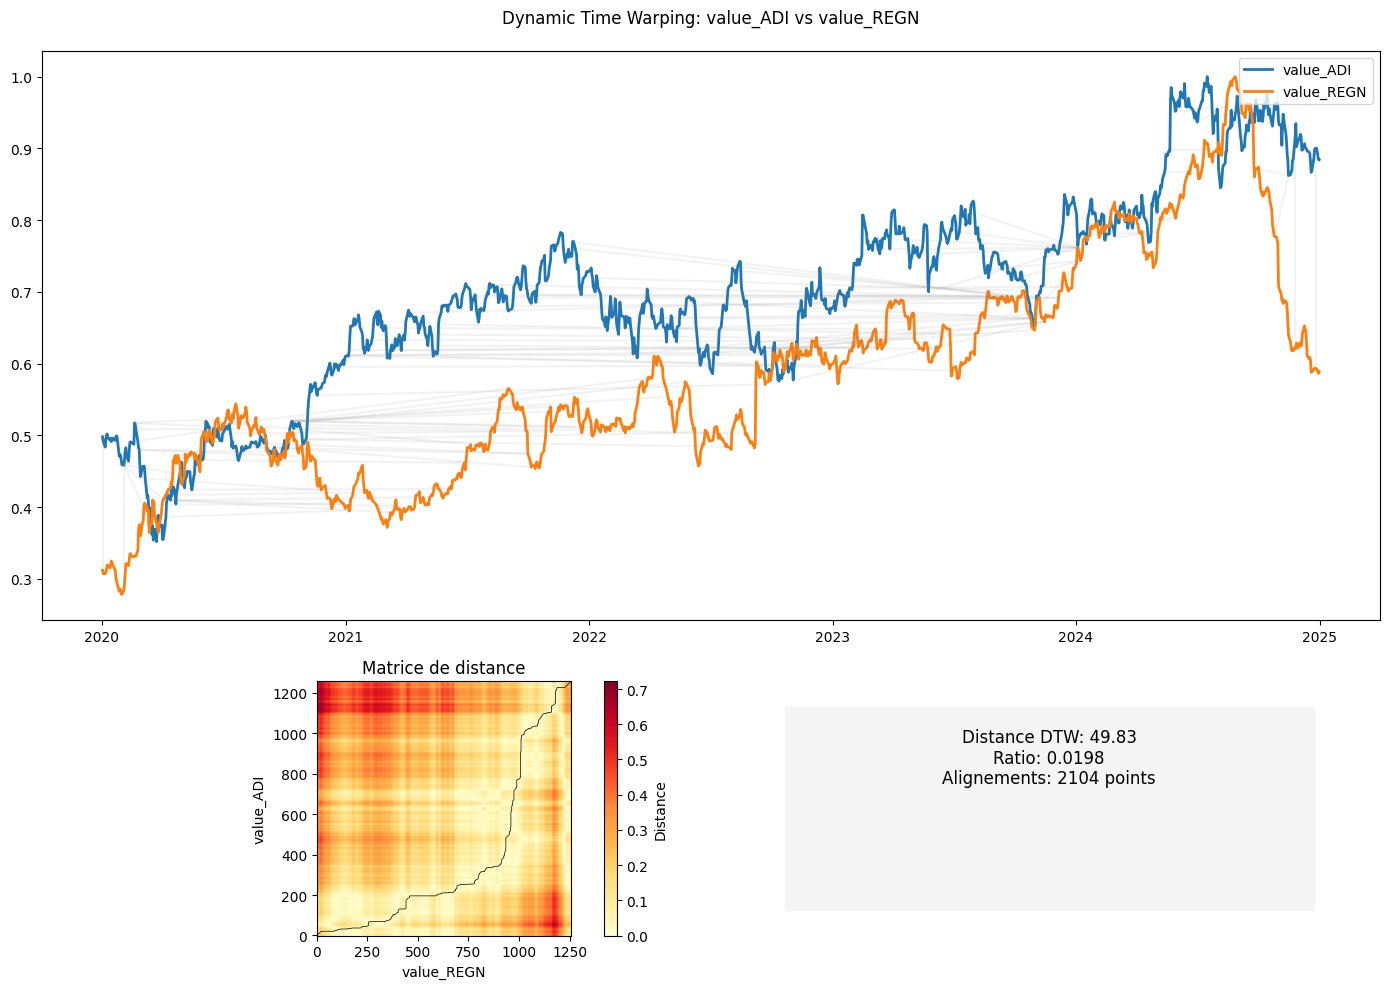 Dynamic Time Warping: value_ADI vs value_REGN
value_ADI
value_REGN
1.0
0.9
0.8
0.7
0.6
0.5
0.4
0.3
2020 2021 2022 2023 2024 2025
Matrice de distance
value_ADI
1200
1000
800
600
400
200
0
0 250 500 750 1000 1250
value_REGN
0.7
0.6
0.5
0.4
0.3
0.2
0.1
0.0
Distance
Distance DTW: 49.83
Ratio: 0.0198
Alignements: 2104 points